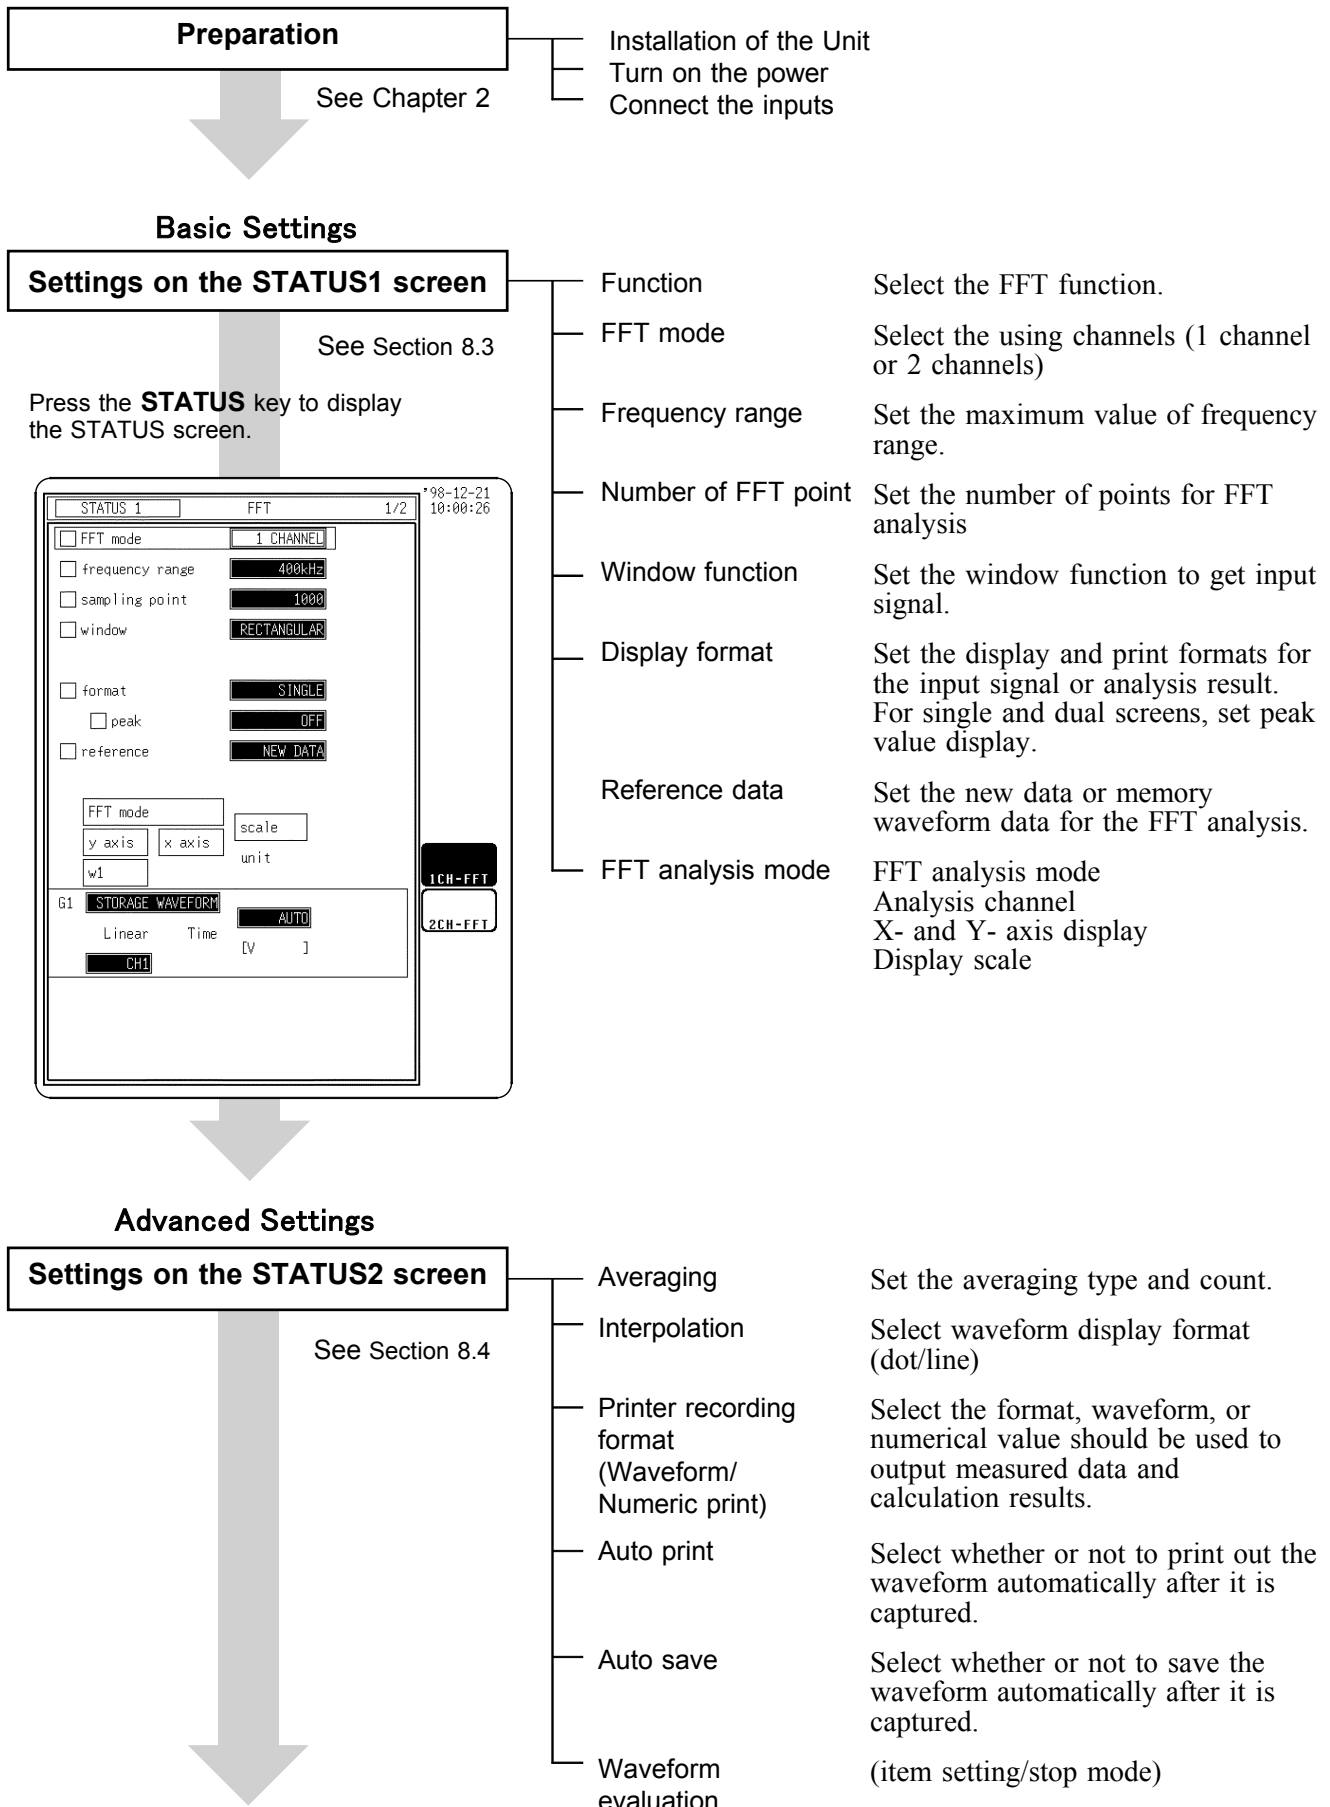 Preparation
Installation of the Unit
Turn on the power
Connect the inputs
See Chapter 2
Basic Settings
Settings on the STATUS1 screen
See Section 8.3
Press the STATUS key to display
the STATUS screen.
STATUS 1 FFT 1/2
'98-12-21
10:00:26
FFT mode 1 CHANNEL
frequency range 400kHz
sampling point 1000
window RECTANGULAR
format SINGLE
peak OFF
reference NEW DATA
FFT mode
scale
y axis x axis
unit
w1
1CH-FFT
G1 STORAGE WAVEFORM
AUTO
2CH-FFT
Linear Time
[V ]
CH1
Function Select the FFT function.
FFT mode Select the using channels (1 channel
or 2 channels)
Frequency range Set the maximum value of frequency
range.
Number of FFT point Set the number of points for FFT
analysis
Window function Set the window function to get input
signal.
Display format Set the display and print formats for
the input signal or analysis result.
For single and dual screens, set peak
value display.
Reference data Set the new data or memory
waveform data for the FFT analysis.
FFT analysis mode FFT analysis mode
Analysis channel
X- and Y- axis display
Display scale
Advanced Settings
Settings on the STATUS2 screen
See Section 8.4
Averaging Set the averaging type and count.
Interpolation Select waveform display format
(dot/line)
Printer recording Select the format, waveform, or
format numerical value should be used to
(Waveform/ output measured data and
Numeric print) calculation results.
Auto print Select whether or not to print out the
waveform automatically after it is
captured.
Auto save Select whether or not to save the
waveform automatically after it is
captured.
Waveform (item setting/stop mode)
evaluation